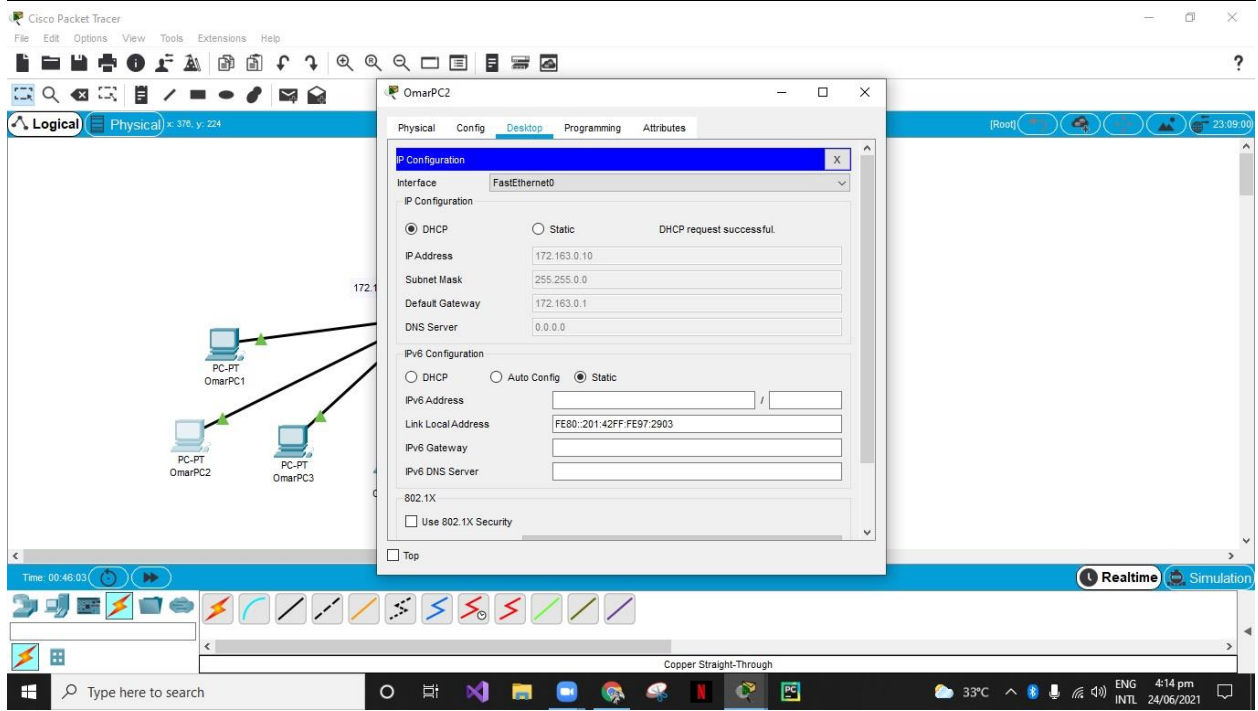 Cisco Packet Tracer
File Edit Options View Tools Extensions Help
?
Logical Physical x: 376, y: 224
[Root] 23:09:00
OmarPC2
Physical Config Desktop Programming Attributes
IP Configuration X
Interface FastEthernet0
IP Configuration
DHCP Static DHCP request successful.
IP Address 172.163.0.10
Subnet Mask 255.255.0.0
Default Gateway 172.163.0.1
DNS Server 0.0.0.0
IPv6 Configuration
DHCP Auto Config Static
IPv6 Address /
Link Local Address FE80::201:42FF:FE97:2903
IPv6 Gateway
IPv6 DNS Server
802.1X
Use 802.1X Security
Top
172.1
PC-PT
OmarPC1
PC-PT
OmarPC2
PC-PT
OmarPC3
Time: 00:46:03
Realtime Simulation
Copper Straight-Through
Type here to search
PC
33°C ENG 4:14 pm
INTL 24/06/2021